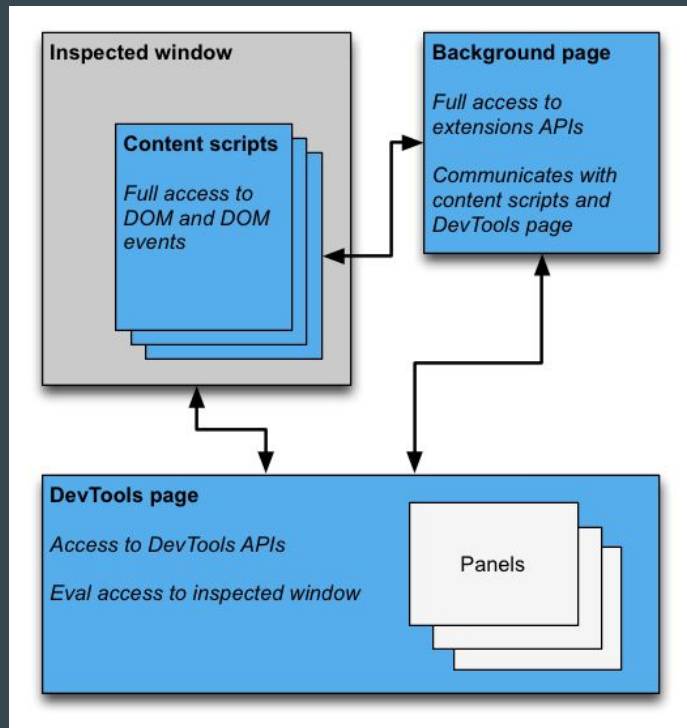 Inspected window
Content scripts
Full access to
DOM and DOM
events
Background page
Full access to
extensions APIs
Communicates with
content scripts and
DevTools page
DevTools page
Access to DevTools APIs
Eval access to inspected window
Panels